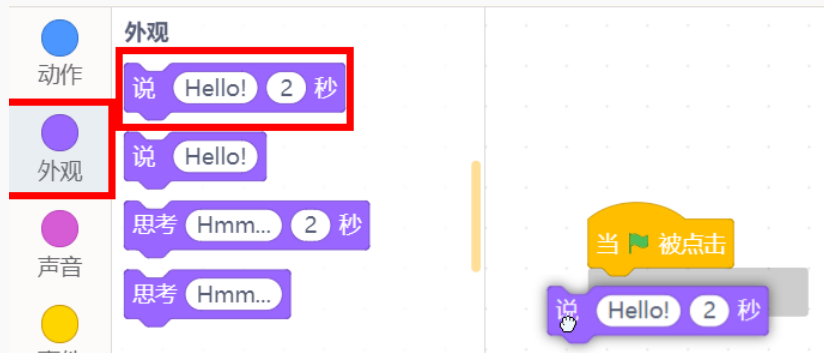 外观
动作
说 Hello! 2 秒
外观
说 Hello!
声音
思考 Hmm... 2 秒
思考 Hmm...
当 被点击
说 Hello! 2 秒